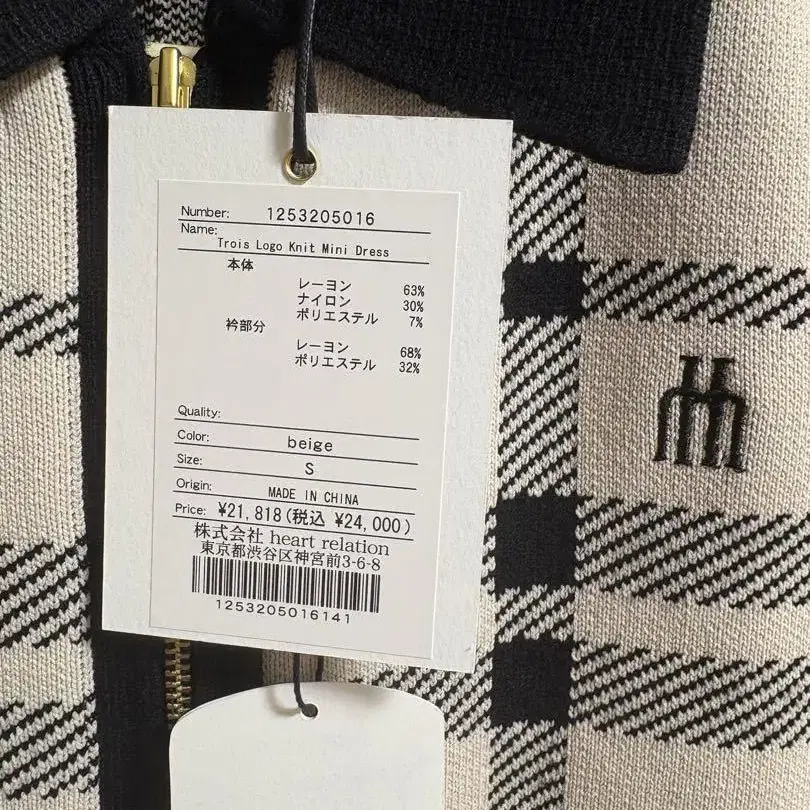 Number: 1253205016
Name:
Trois Logo Knit Mini Dress
本体
レーヨン 63%
ナイロン 30%
ポリエステル 7%
衿部分
レーヨン 68%
ポリエステル 32%
Quality:
Color: beige
Size: S
Origin: MADE IN CHINA
Price: ¥21,818(税込 ¥24,000)
株式会社 heart relation
東京都渋谷区神宮前3-6-8
1253205016141